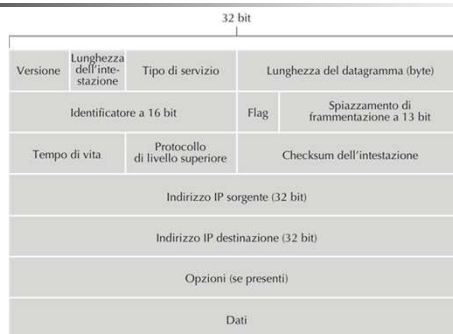 32 bit
Versione
Lunghezza
dell'inte-
stazione
Tipo di servizio
Lunghezza del datagramma (byte)
Identificatore a 16 bit
Flag
Spiazzamento di
frammentazione a 13 bit
Tempo di vita
Protocollo
di livello superiore
Checksum dell'intestazione
Indirizzo IP sorgente (32 bit)
Indirizzo IP destinazione (32 bit)
Opzioni (se presenti)
Dati